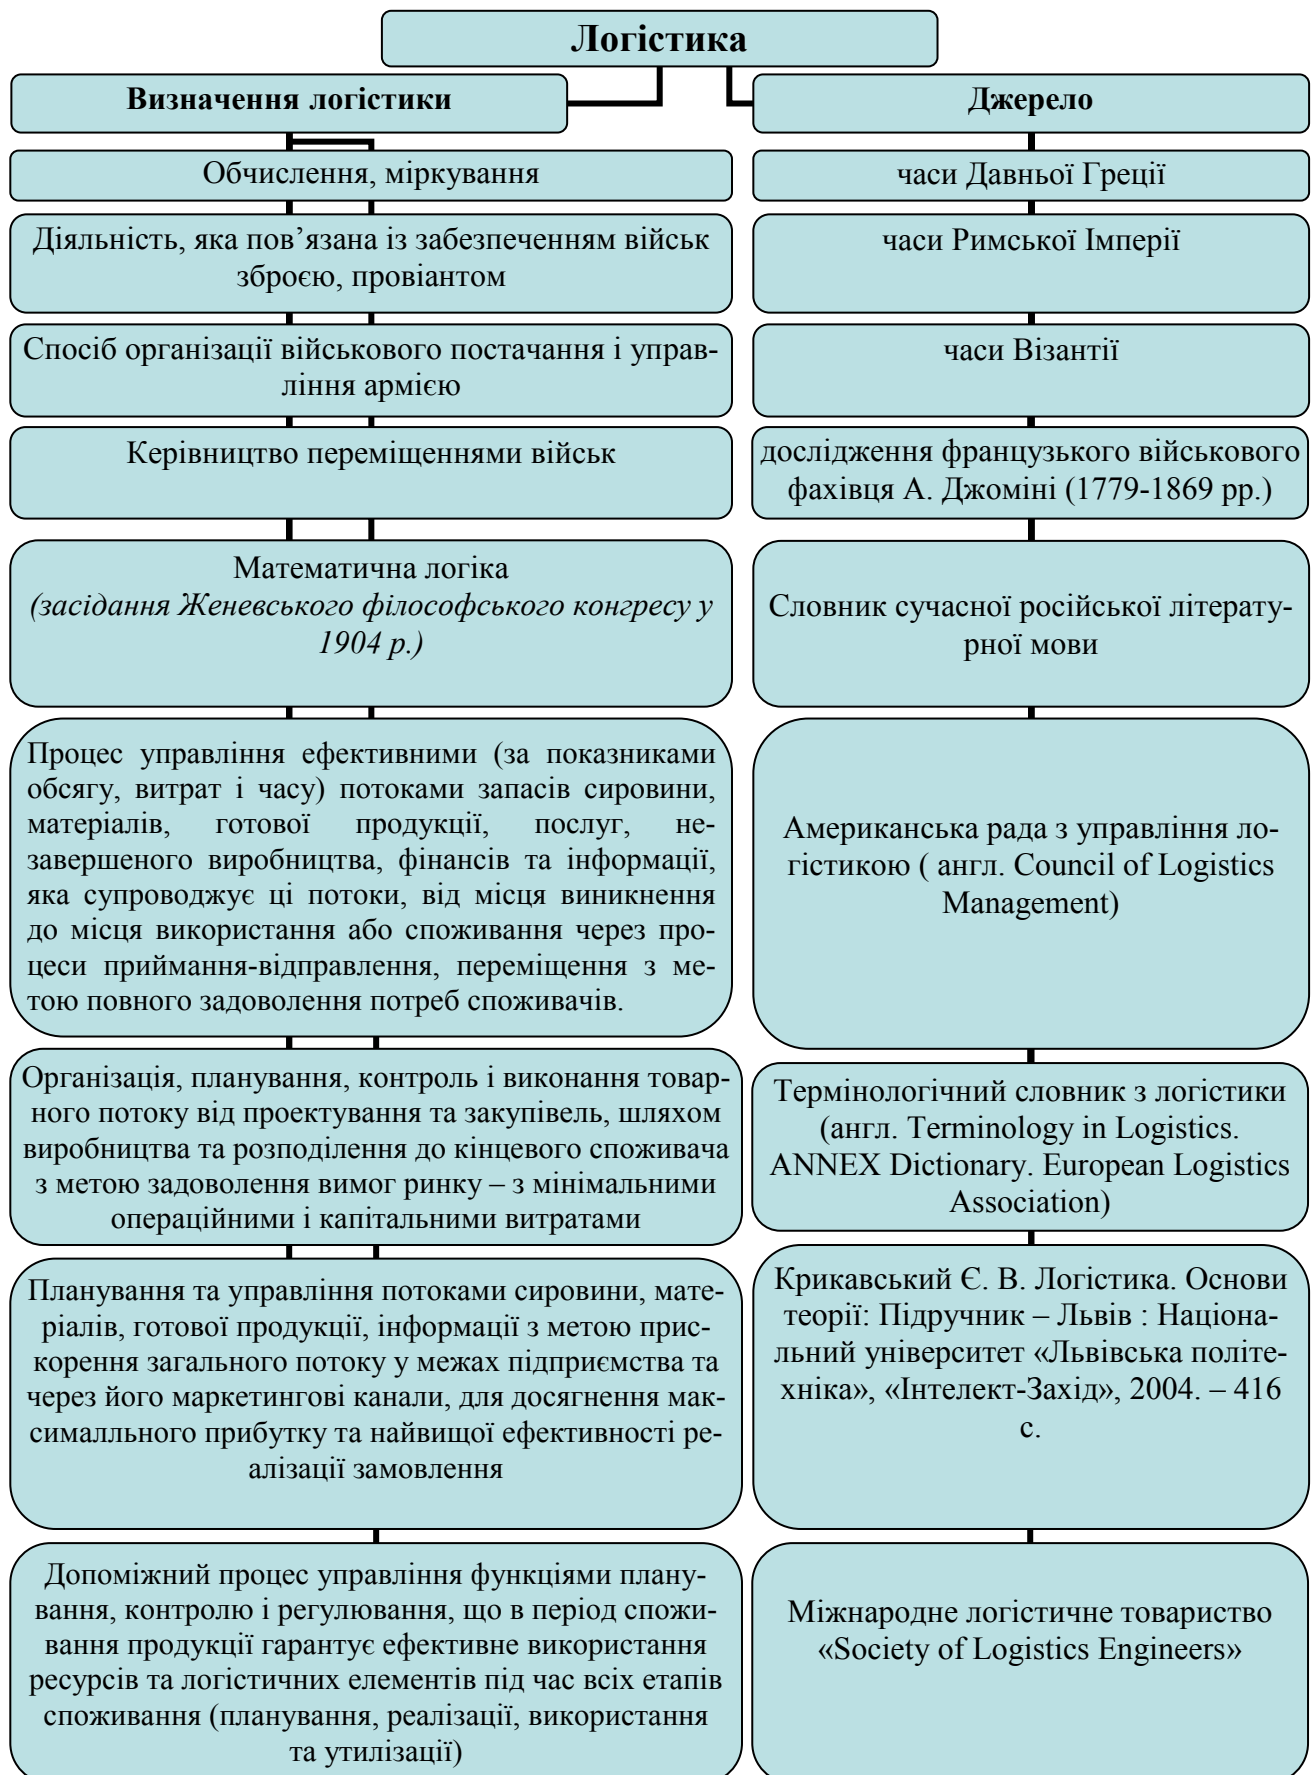 Логістика
Визначення логістики
Джерело
Обчислення, міркування
часи Давньої Греції
Діяльність, яка пов’язана із забезпеченням військ
зброєю, провіантом
часи Римської Імперії
Спосіб організації військового постачання і управ-
ління армією
часи Візантії
Керівництво переміщеннями військ
дослідження французького військового
фахівця А. Джоміні (1779-1869 рр.)
Математична логіка
(засідання Женевського філософського конгресу у
1904 р.)
Словник сучасної російської літерату-
рної мови
Процес управління ефективними (за показниками
обсягу, витрат і часу) потоками запасів сировини,
матеріалів, готової продукції, послуг, не-
завершеного виробництва, фінансів та інформації,
яка супроводжує ці потоки, від місця виникнення
до місця використання або споживання через про-
цеси приймання-відправлення, переміщення з ме-
тою повного задоволення потреб споживачів.
Американська рада з управління ло-
гістикою ( англ. Council of Logistics
Management)
Організація, планування, контроль і виконання товар-
ного потоку від проектування та закупівель, шляхом
виробництва та розподілення до кінцевого споживача
з метою задоволення вимог ринку – з мінімальними
операційними і капітальними витратами
Термінологічний словник з логістики
(англ. Terminology in Logistics.
ANNEX Dictionary. European Logistics
Association)
Планування та управління потоками сировини, мате-
ріалів, готової продукції, інформації з метою прис-
корення загального потоку у межах підприємства та
через його маркетингові канали, для досягнення мак-
сималльного прибутку та найвищої ефективності ре-
алізації замовлення
Крикавський Є. В. Логістика. Основи
теорії: Підручник – Львів : Націона-
льний університет «Львівська політе-
хніка», «Інтелект-Захід», 2004. – 416
с.
Допоміжний процес управління функціями плану-
вання, контролю і регулювання, що в період спожи-
вання продукції гарантує ефективне використання
ресурсів та логістичних елементів під час всіх етапів
споживання (планування, реалізації, використання
та утилізації)
Міжнародне логістичне товариство
«Society of Logistics Engineers»